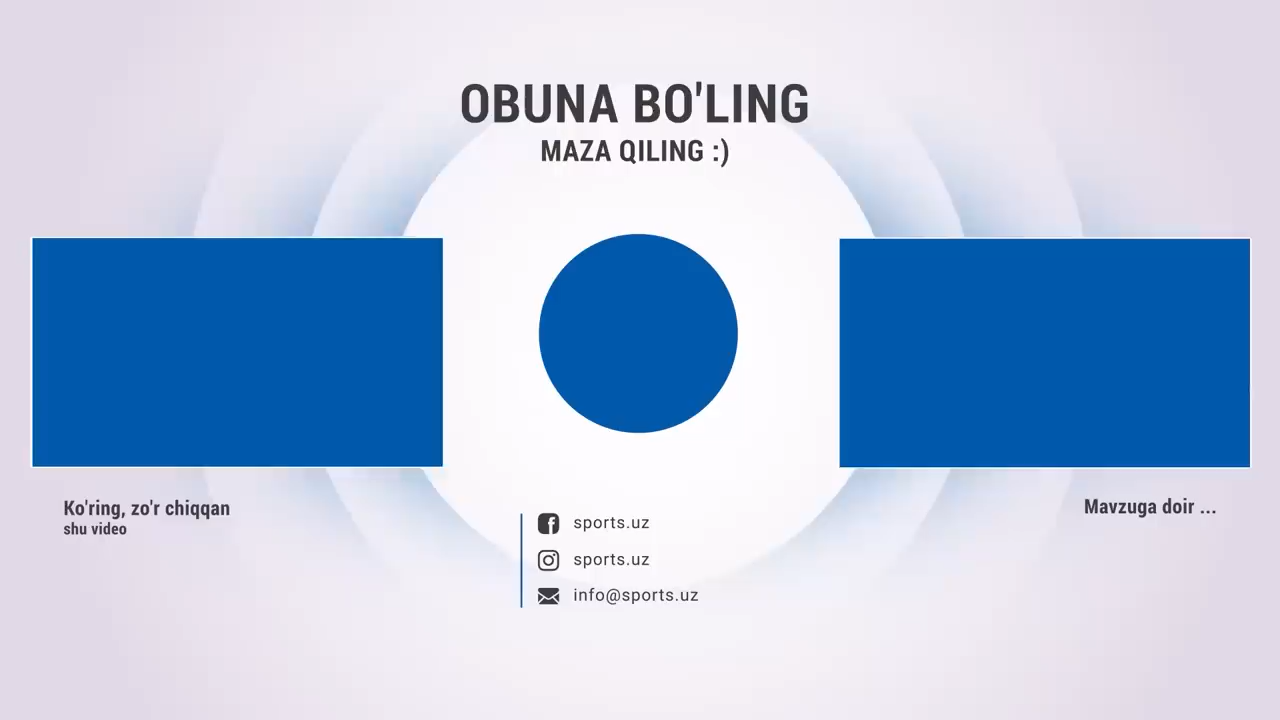 OBUNA BO'LING
MAZA QILING :)
Ko'ring, zo'r chiqqan
shu video
Mavzuga doir ...
sports.uz
sports.uz
info@sports.uz